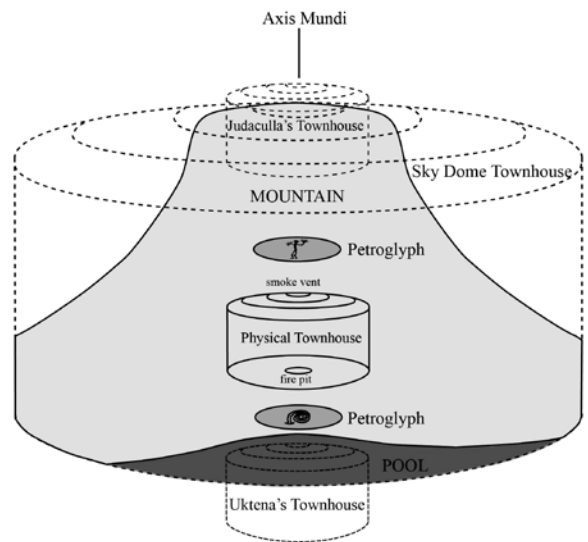 Axis Mundi
Judaculla's Townhouse
Sky Dome Townhouse
MOUNTAIN
Petroglyph
smoke vent
Physical Townhouse
fire pit
Petroglyph
POOL
Uktena's Townhouse